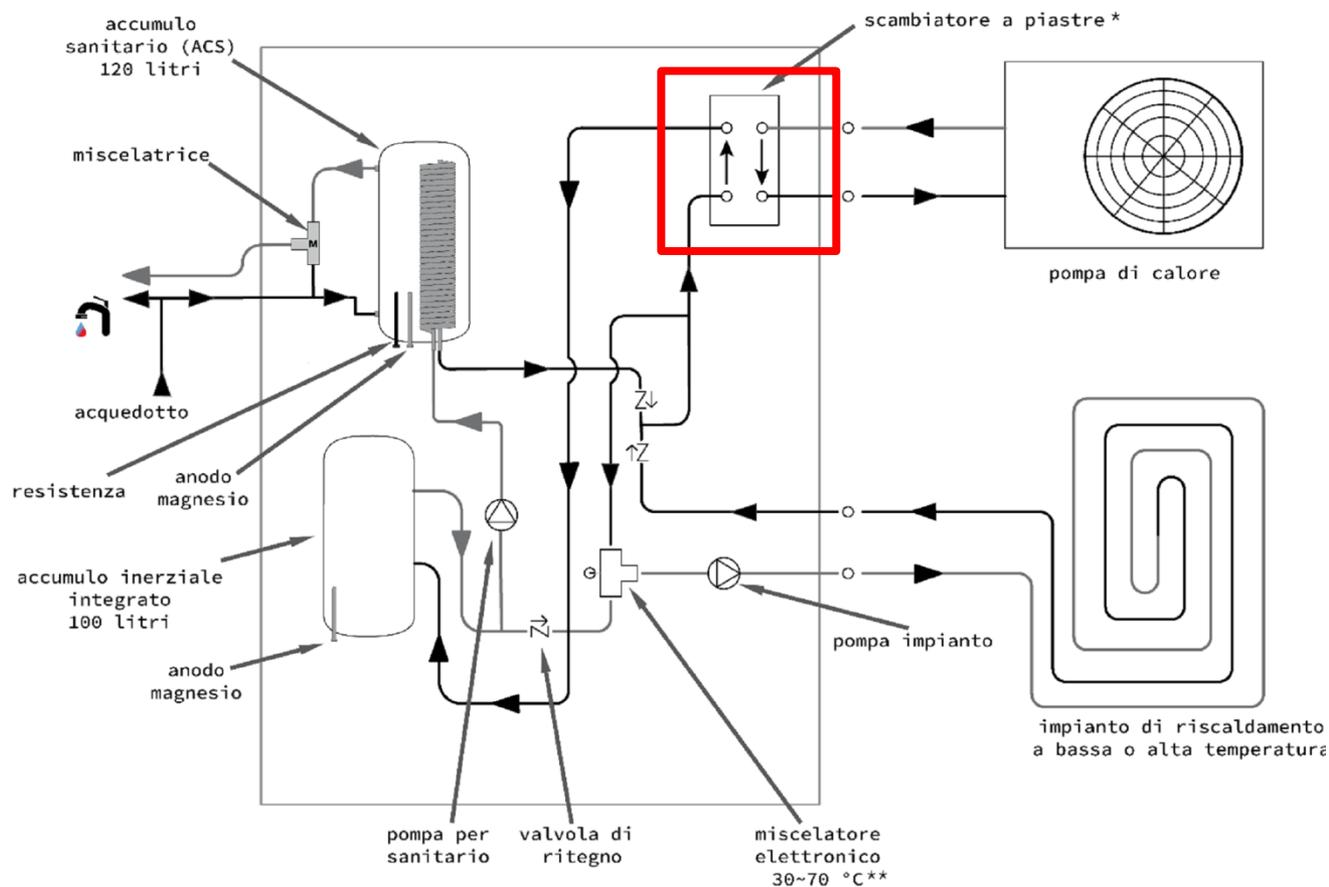 scambiatore a piastre*
accumulo
sanitario (ACS)
120 litri
miscelatrice
M
pompa di calore
acquedotto
resistenza
anodo
magnesio
accumulo inerziale
integrato
100 litri
anodo
magnesio
pompa impianto
impianto di riscaldamento
a bassa o alta temperatura
pompa per
sanitario
valvola di
ritegno
miscelatore
elettronico
30~70 °C**